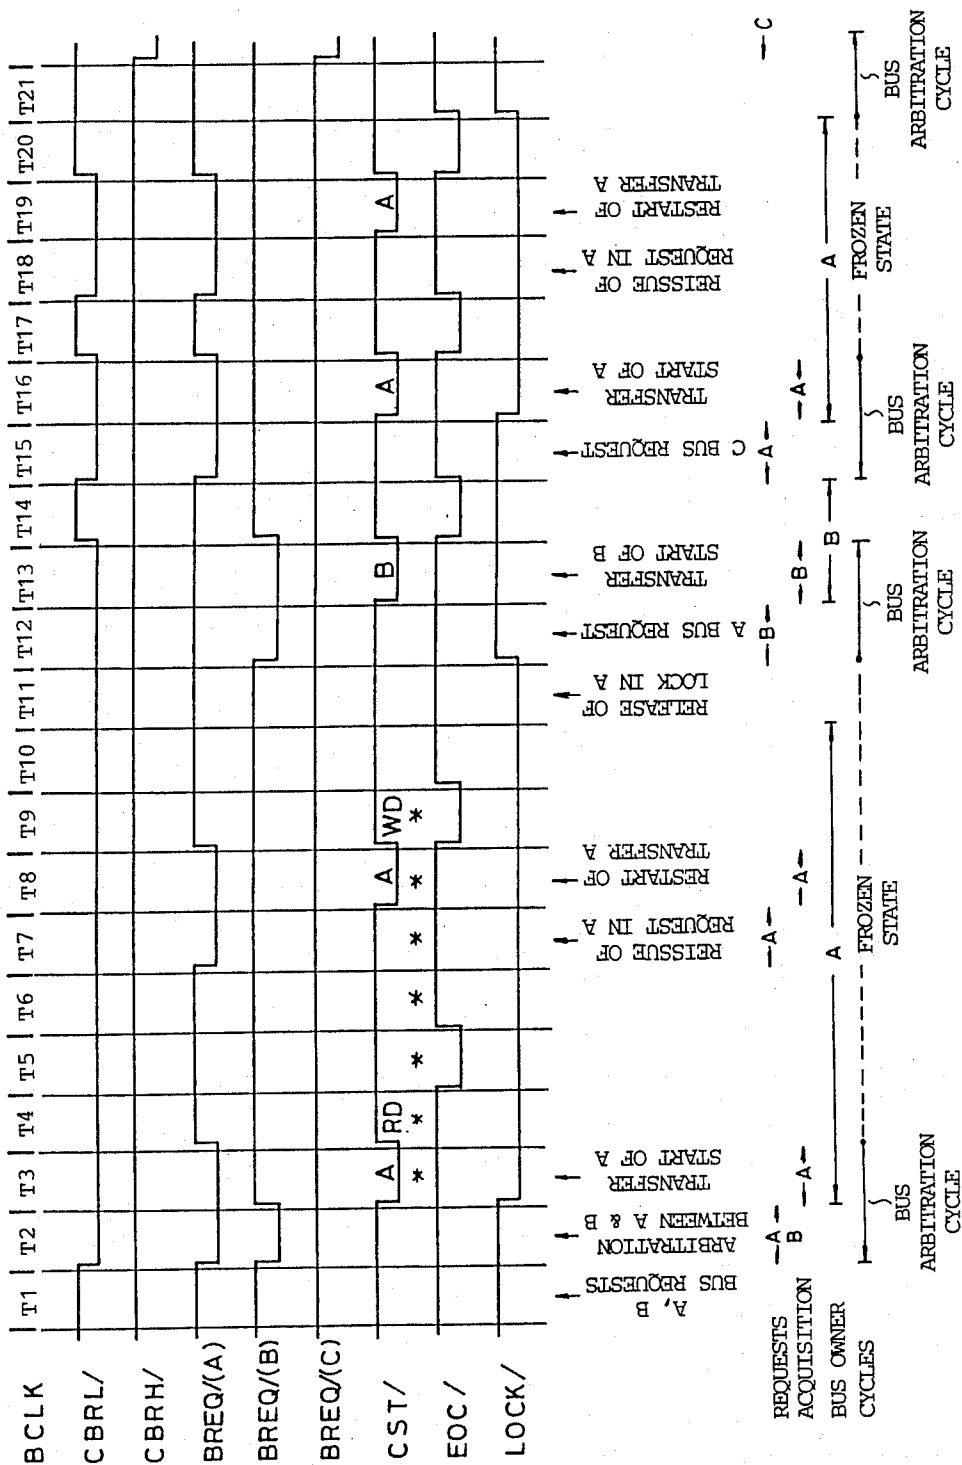 BCLK | T1 | T2 | T3 | T4 | T5 | T6 | T7 | T8 | T9 | T10 | T11 | T12 | T13 | T14 | T15 | T16 | T17 | T18 | T19 | T20 | T21 |
CBRL/
CBRH/
BREQ/(A)
BREQ/(B)
BREQ/(C)
CST/ A RD B A A
A WD
* * * * * * *
EOC/
LOCK/
A, B
BUS REQUESTS
ARBITRATION
BETWEEN A & B
TRANSFER
START OF A
REISSUE OF
REQUEST IN A
RESTART OF
TRANSFER A
RELEASE OF
LOCK IN A
A BUS REQUEST
TRANSFER
START OF B
C BUS REQUEST
TRANSFER
START OF A
REISSUE OF
REQUEST IN A
RESTART OF
TRANSFER A
REQUESTS A B A B A C
ACQUISITION A A B A
BUS OWNER A B A
CYCLES
BUS
ARBITRATION
CYCLE
FROZEN
STATE
BUS
ARBITRATION
CYCLE
BUS
ARBITRATION
CYCLE
FROZEN
STATE
BUS
ARBITRATION
CYCLE